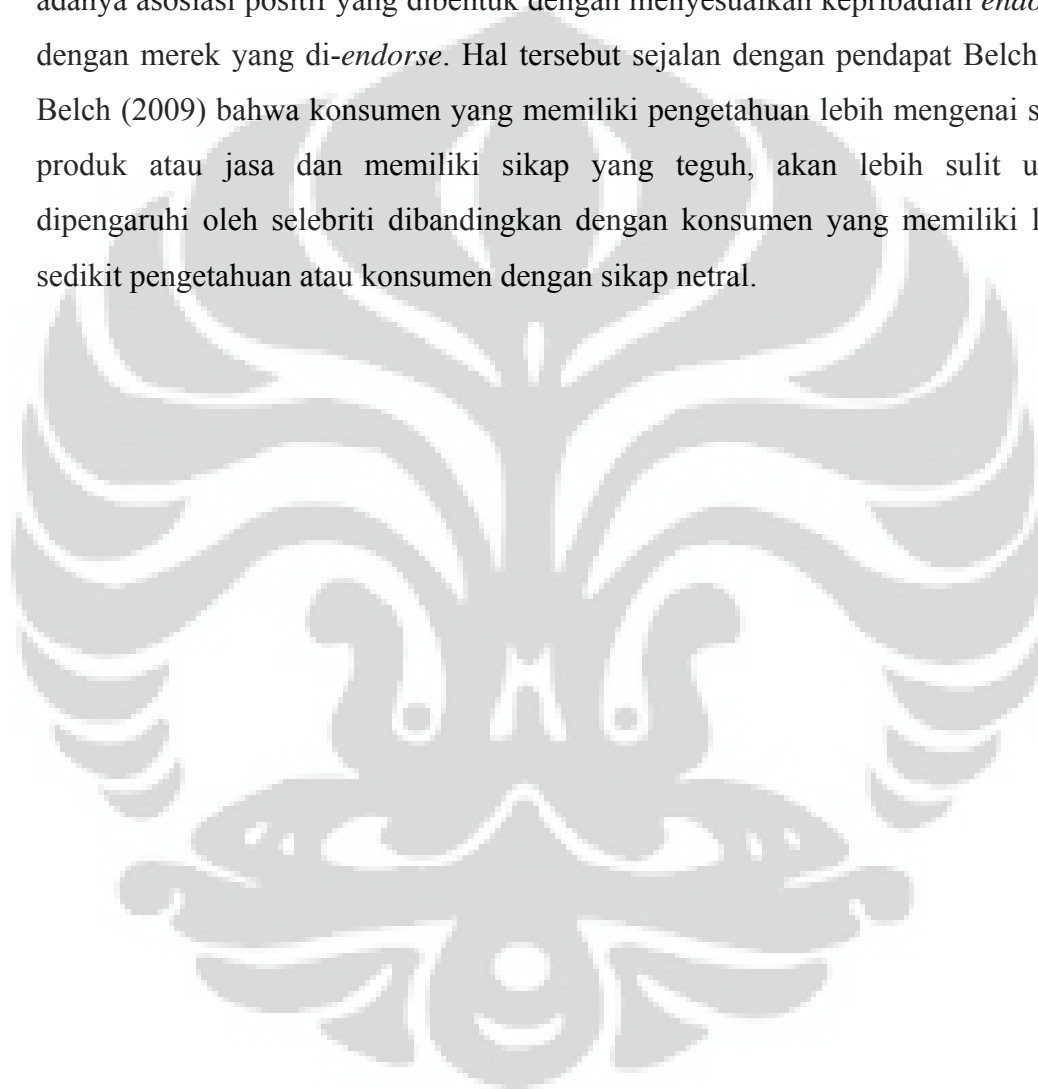 adanya asosiasi positif yang dibentuk dengan menyesuaikan kepribadian
dengan merek yang di-endorse. Hal tersebut sejalan dengan pendapat Belch
Belch (2009) bahwa konsumen yang memiliki pengetahuan lebih mengenai
produk atau jasa dan memiliki sikap yang teguh, akan lebih sulit
dipengaruhi oleh selebriti dibandingkan dengan konsumen yang memiliki
sedikit pengetahuan atau konsumen dengan sikap netral.